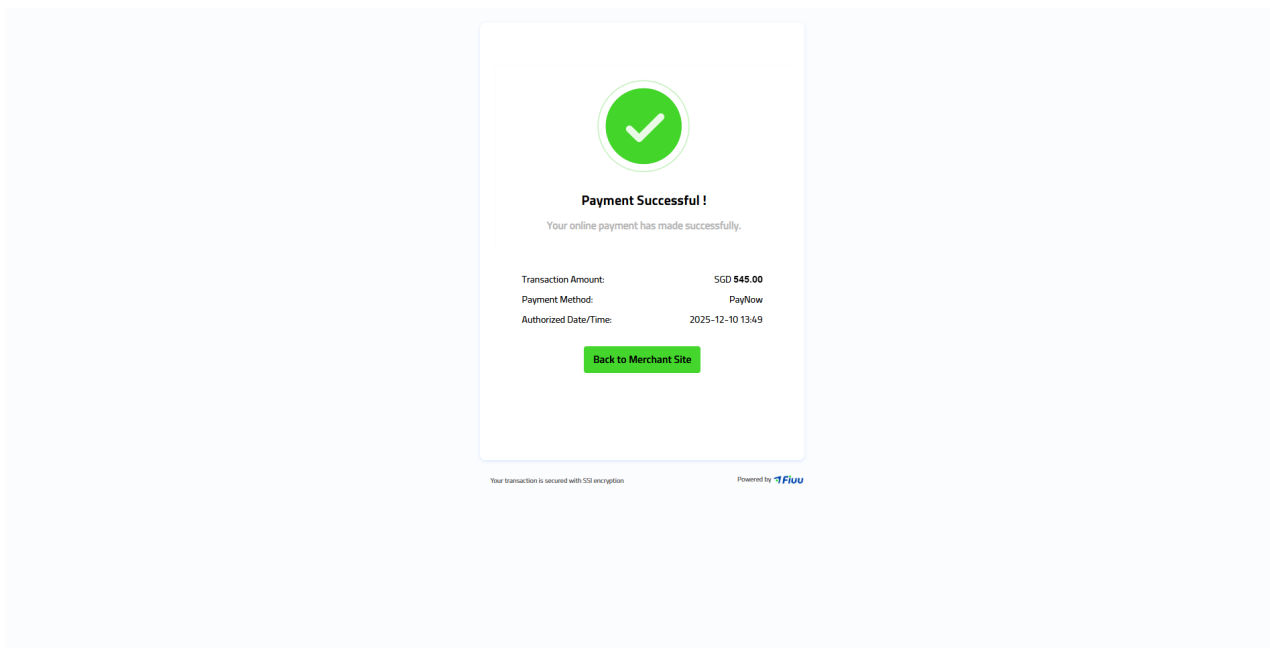 Payment Successful !
Your online payment has made successfully.
Transaction Amount: SGD 545.00
Payment Method: PayNow
Authorized Date/Time: 2025-12-10 13:49
Back to Merchant Site
Your transaction is secured with SSl encryption Powered by Fiuu